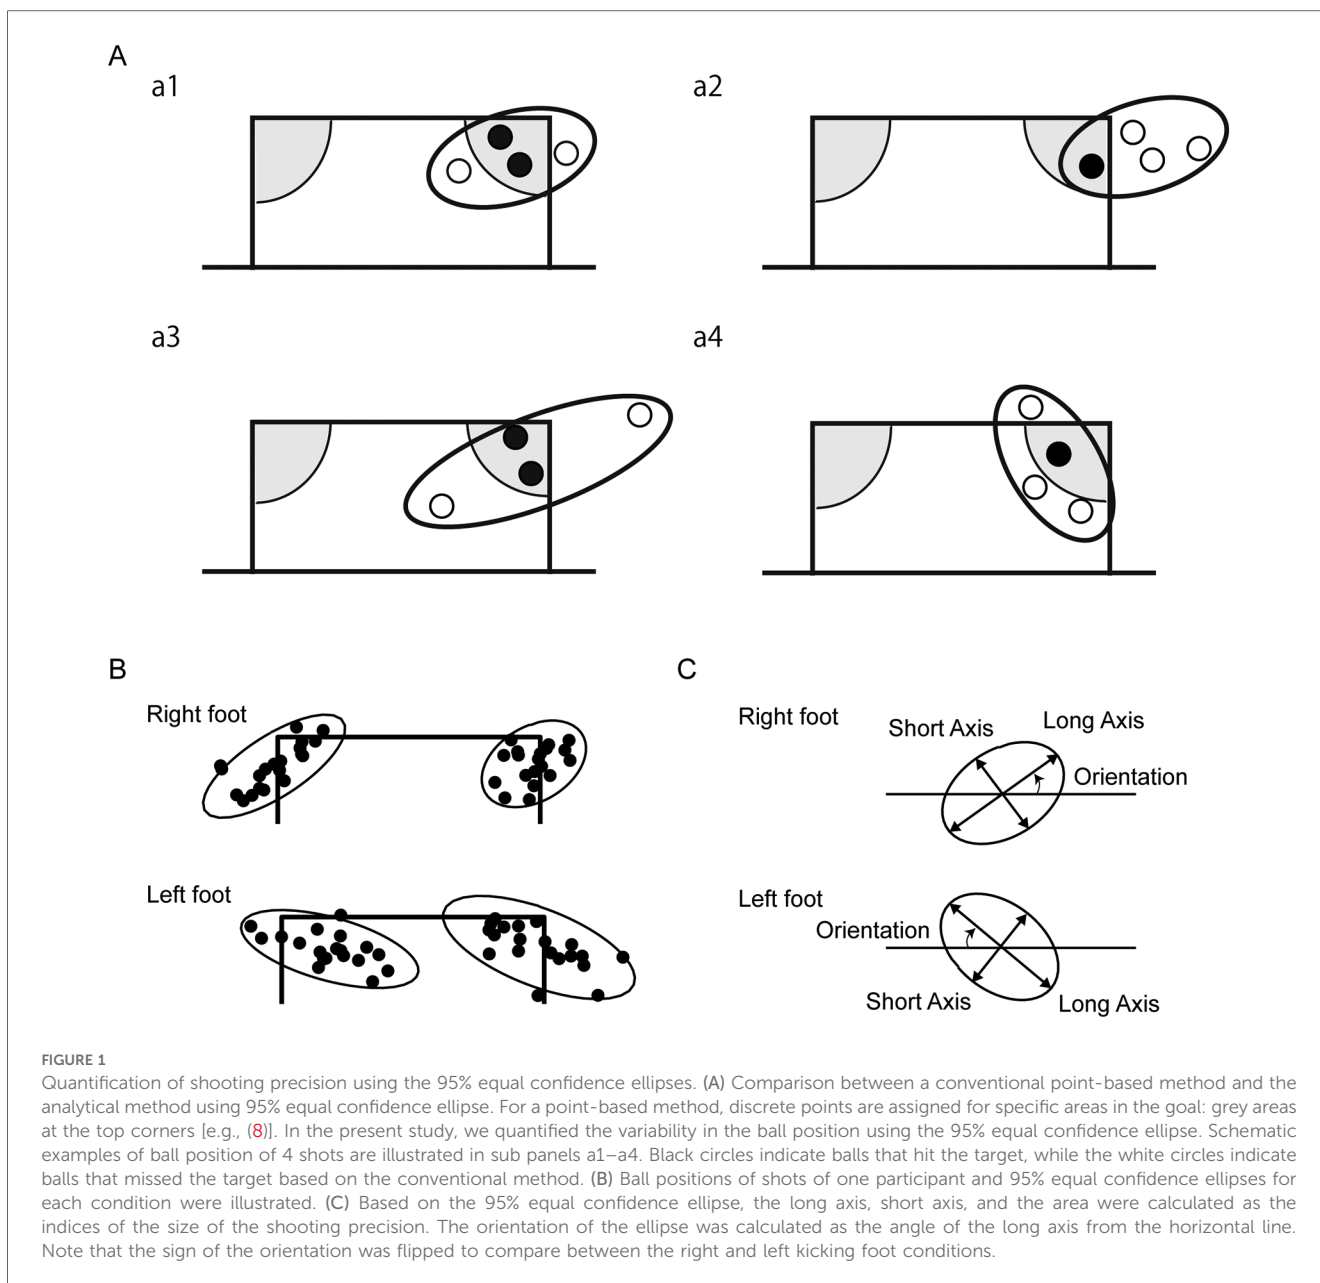 A
a1
a2
a3
a4
B
Right foot
Left foot
C
Right foot
Short Axis
Long Axis
Orientation
Left foot
Orientation
Short Axis
Long Axis
FIGURE 1
Quantification of shooting precision using the 95% equal confidence ellipses. (A) Comparison between a conventional point-based method and the
analytical method using 95% equal confidence ellipse. For a point-based method, discrete points are assigned for specific areas in the goal: grey areas
at the top corners [e.g., (8)]. In the present study, we quantified the variability in the ball position using the 95% equal confidence ellipse. Schematic
examples of ball position of 4 shots are illustrated in sub panels a1–a4. Black circles indicate balls that hit the target, while the white circles indicate
balls that missed the target based on the conventional method. (B) Ball positions of shots of one participant and 95% equal confidence ellipses for
each condition were illustrated. (C) Based on the 95% equal confidence ellipse, the long axis, short axis, and the area were calculated as the
indices of the size of the shooting precision. The orientation of the ellipse was calculated as the angle of the long axis from the horizontal line.
Note that the sign of the orientation was flipped to compare between the right and left kicking foot conditions.